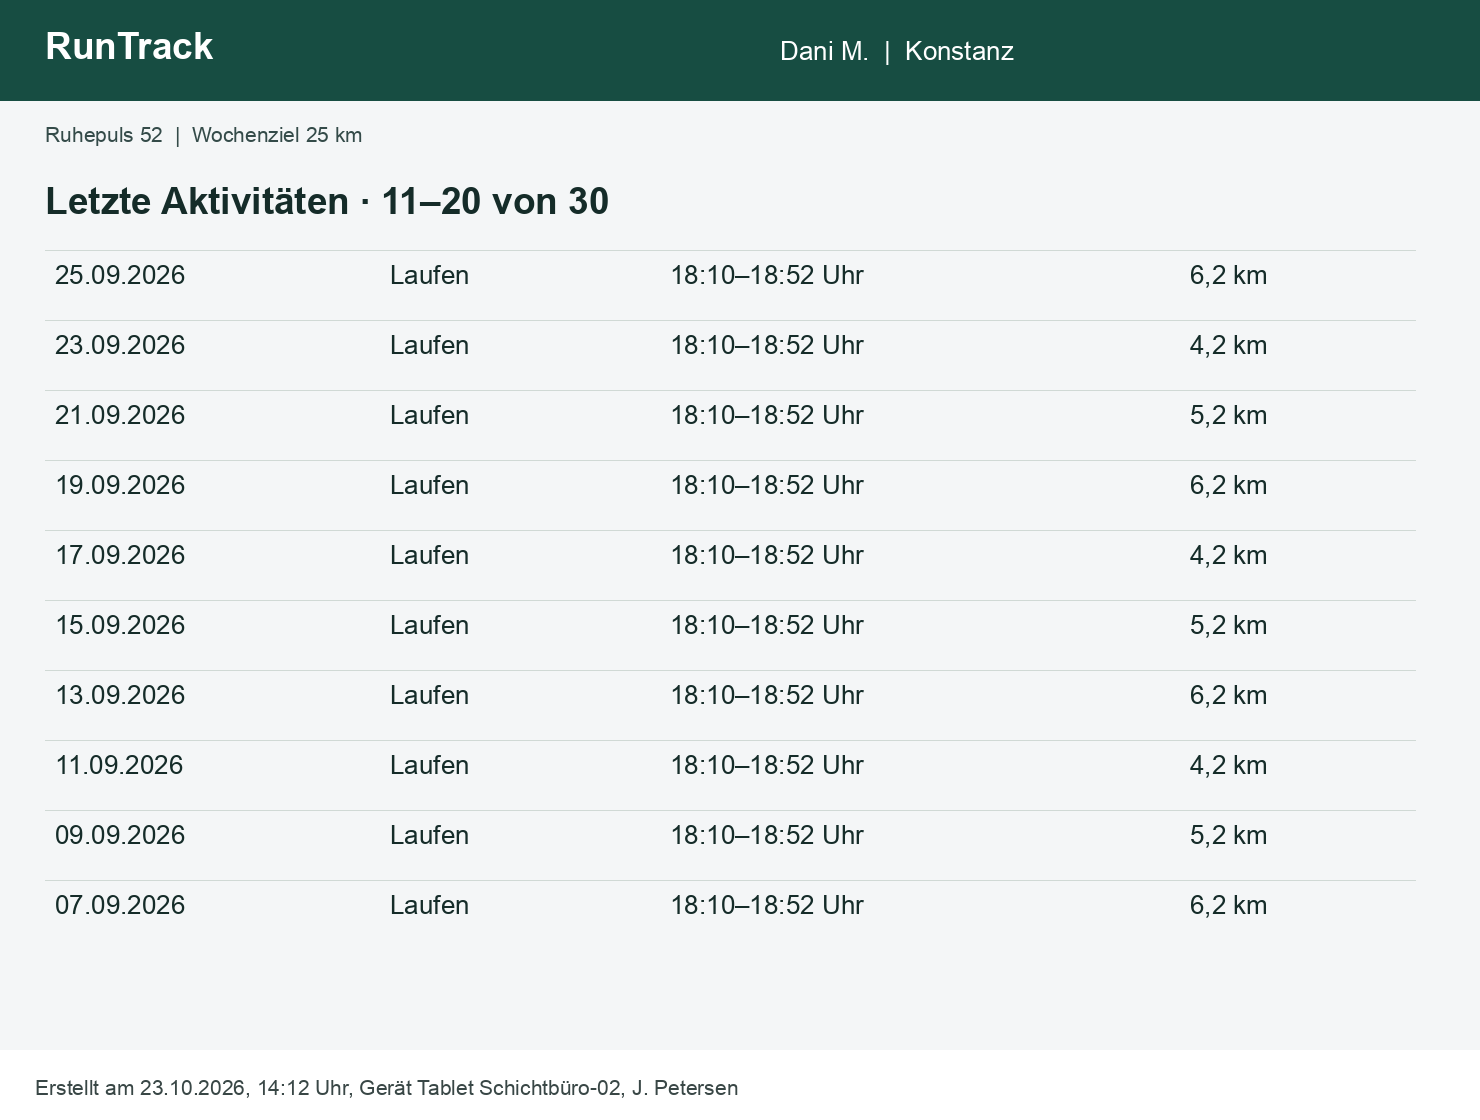 RunTrack
Dani M. | Konstanz
Ruhepuls 52 | Wochenziel 25 km
Letzte Aktivitäten · 11–20 von 30
25.09.2026 Laufen 18:10–18:52 Uhr 6,2 km
23.09.2026 Laufen 18:10–18:52 Uhr 4,2 km
21.09.2026 Laufen 18:10–18:52 Uhr 5,2 km
19.09.2026 Laufen 18:10–18:52 Uhr 6,2 km
17.09.2026 Laufen 18:10–18:52 Uhr 4,2 km
15.09.2026 Laufen 18:10–18:52 Uhr 5,2 km
13.09.2026 Laufen 18:10–18:52 Uhr 6,2 km
11.09.2026 Laufen 18:10–18:52 Uhr 4,2 km
09.09.2026 Laufen 18:10–18:52 Uhr 5,2 km
07.09.2026 Laufen 18:10–18:52 Uhr 6,2 km
Erstellt am 23.10.2026, 14:12 Uhr, Gerät Tablet Schichtbüro-02, J. Petersen